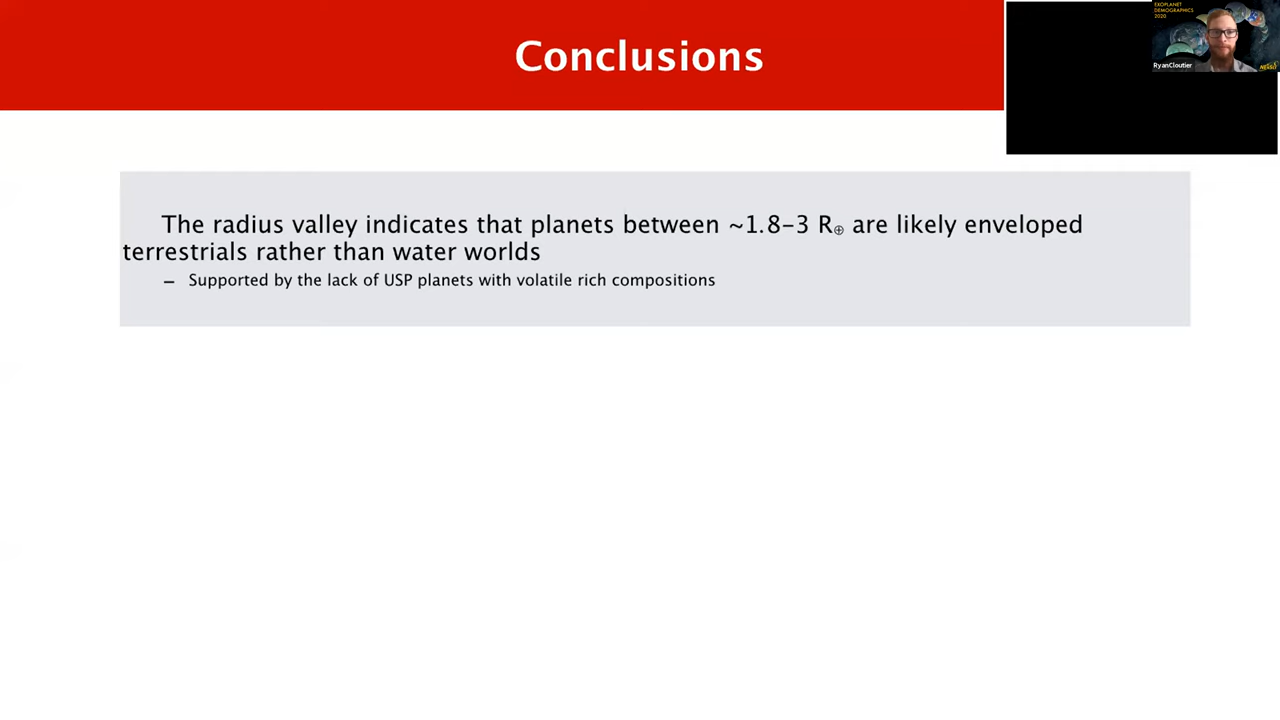 Conclusions
EXOPLANET
DEMOGRAPHICS
2020
RyanCloutier
The radius valley indicates that planets between ~1.8–3 R⊕ are likely enveloped
terrestrials rather than water worlds
– Supported by the lack of USP planets with volatile rich compositions